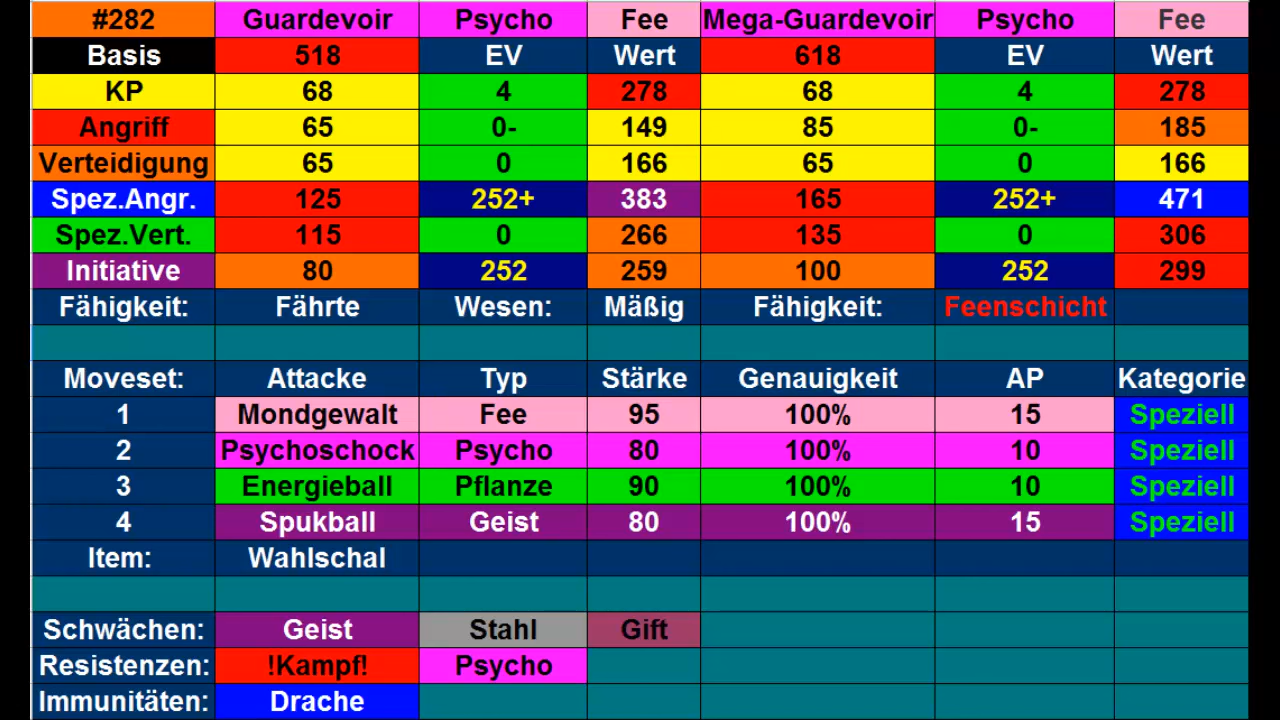 #282 Guardevoir Psycho Fee Mega-Guardevoir Psycho Fee
Basis 518 EV Wert 618 EV Wert
KP 68 4 278 68 4 278
Angriff 65 0- 149 85 0- 185
Verteidigung 65 0 166 65 0 166
Spez.Angr. 125 252+ 383 165 252+ 471
Spez.Vert. 115 0 266 135 0 306
Initiative 80 252 259 100 252 299
Fähigkeit: Fährte Wesen: Mäßig Fähigkeit: Feenschicht
Moveset: Attacke Typ Stärke Genauigkeit AP Kategorie
1 Mondgewalt Fee 95 100% 15 Speziell
2 Psychoschock Psycho 80 100% 10 Speziell
3 Energieball Pflanze 90 100% 10 Speziell
4 Spukball Geist 80 100% 15 Speziell
Item: Wahlschal
Schwächen: Geist Stahl Gift
Resistenzen: !Kampf! Psycho
Immunitäten: Drache